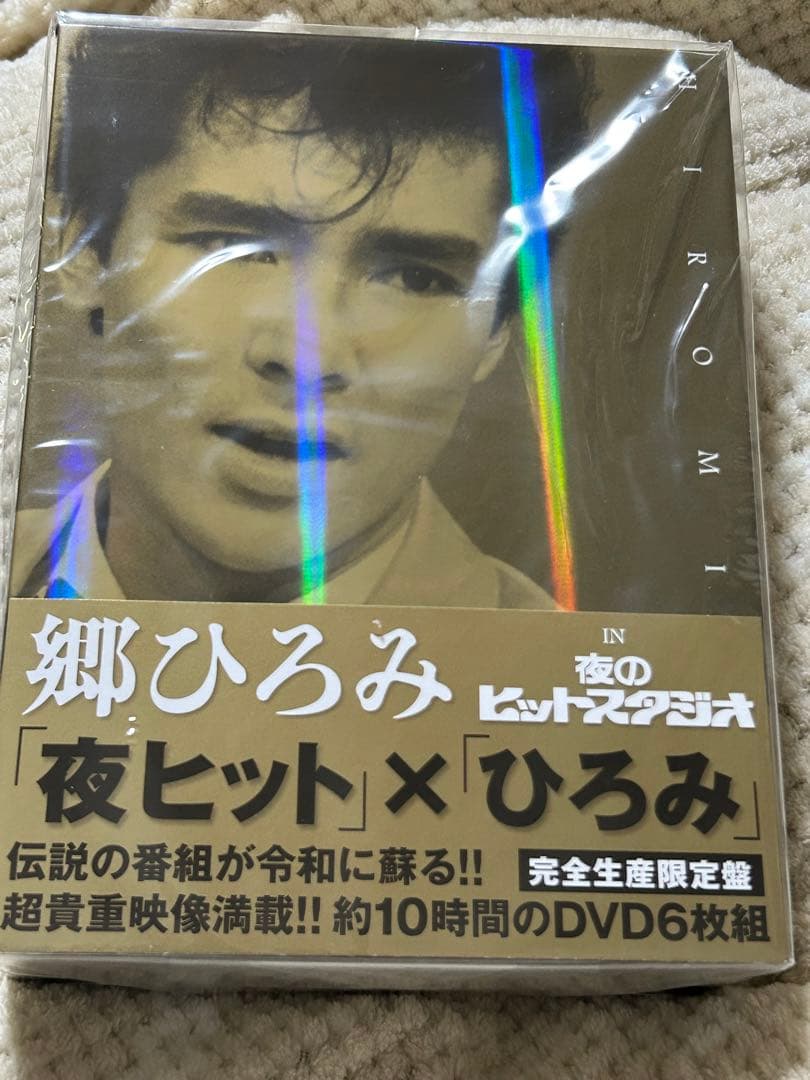 HIROMI
郷ひろみ
IN
夜の
ヒットスタジオ
「夜ヒット」×「ひろみ」
伝説の番組が令和に蘇る!!
完全生産限定盤
超貴重映像満載!! 約10時間のDVD6枚組